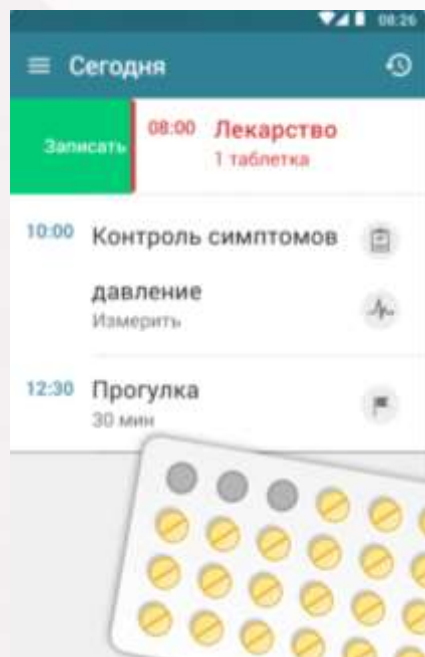 08:26
Сегодня
Записать
08:00 Лекарство
1 таблетка
10:00 Контроль симптомов
давление
Измерить
12:30 Прогулка
30 мин